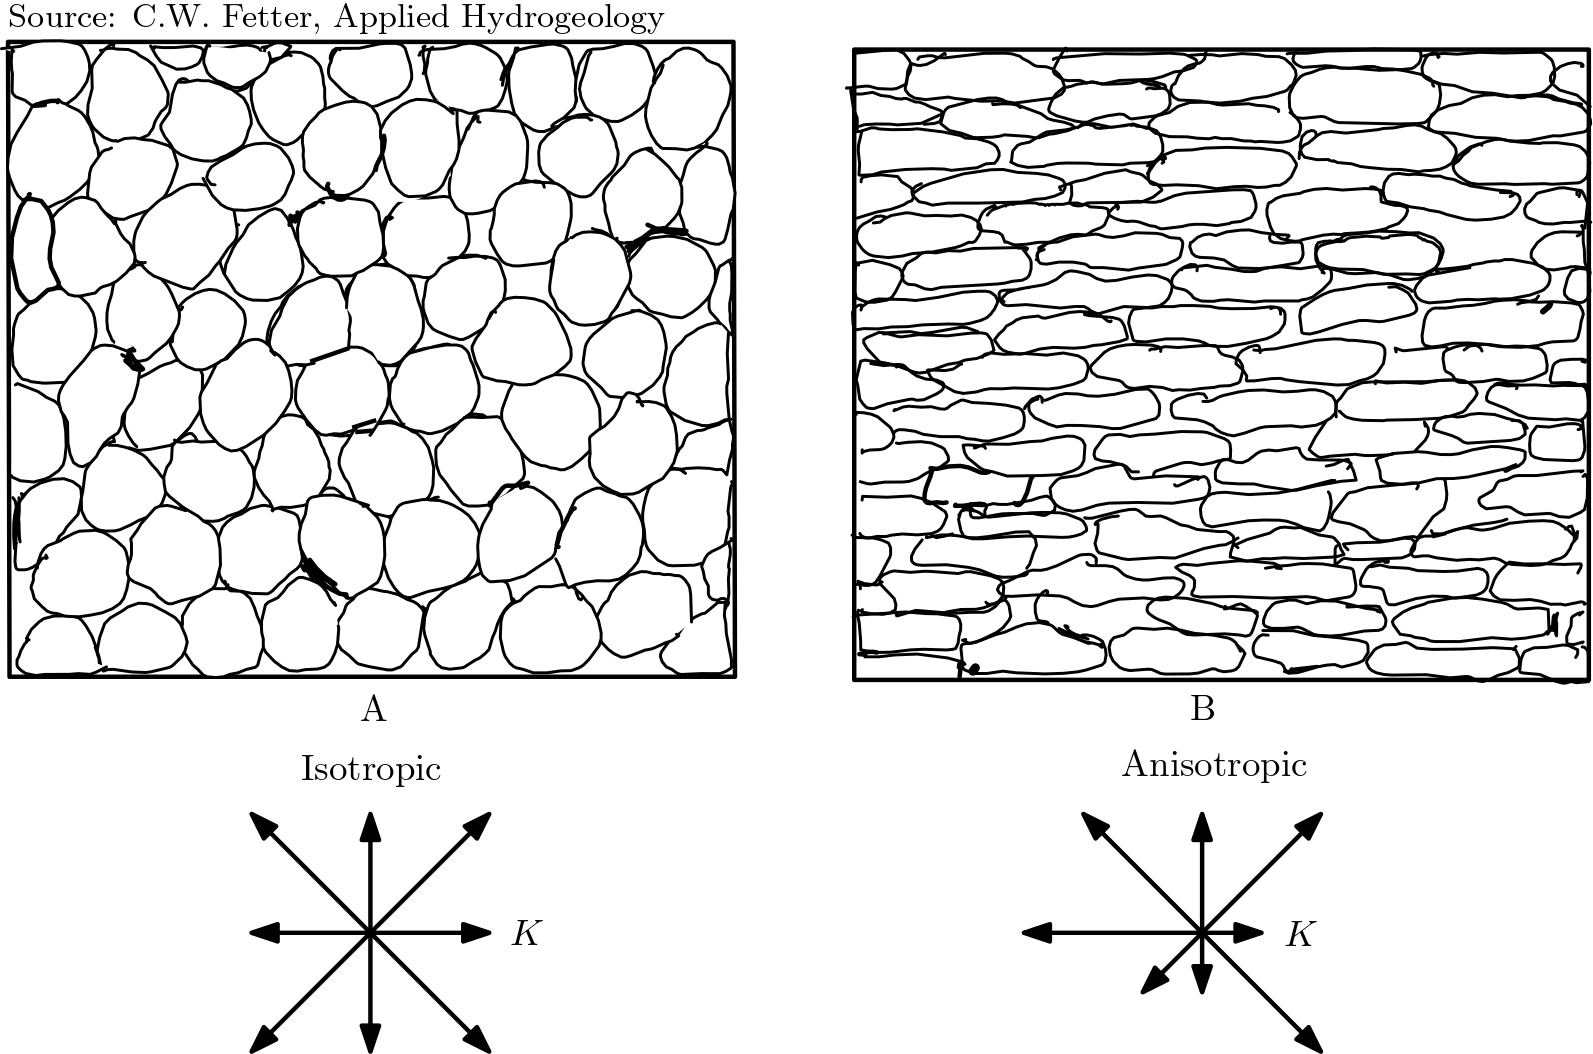 Source: C.W. Fetter, Applied Hydrogeology
A
B
Isotropic
Anisotropic
K
K